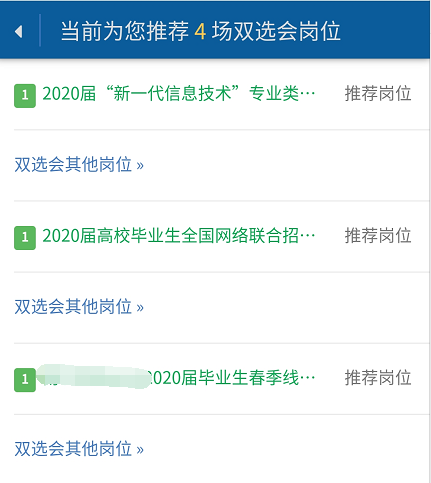 当前为您推荐 4 场双选会岗位
1 2020届“新一代信息技术”专业类… 推荐岗位
双选会其他岗位 »
1 2020届高校毕业生全国网络联合招… 推荐岗位
双选会其他岗位 »
1 2020届毕业生春季线… 推荐岗位
双选会其他岗位 »